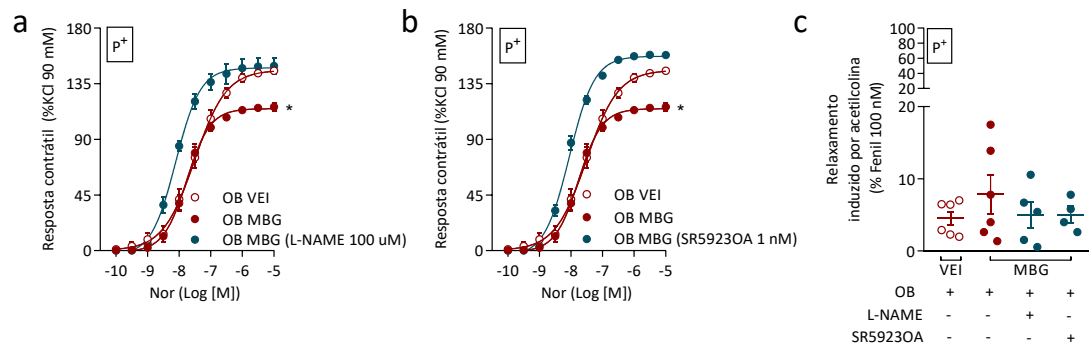 a
P+
Resposta contrátil (%KCl 90 mM)
180
135
90
45
0
OB VEI
OB MBG
OB MBG (L-NAME 100 uM)
*
-10 -9 -8 -7 -6 -5
Nor (Log [M])
b
P+
Resposta contrátil (%KCl 90 mM)
180
135
90
45
0
OB VEI
OB MBG
OB MBG (SR5923OA 1 nM)
*
-10 -9 -8 -7 -6 -5
Nor (Log [M])
c
P+
Relaxamento
induzido por acetilcolina
(% Fenil 100 nM)
100
80
60
40
20
20
10
0
VEI MBG
OB + + + +
L-NAME - - + -
SR5923OA - - - +